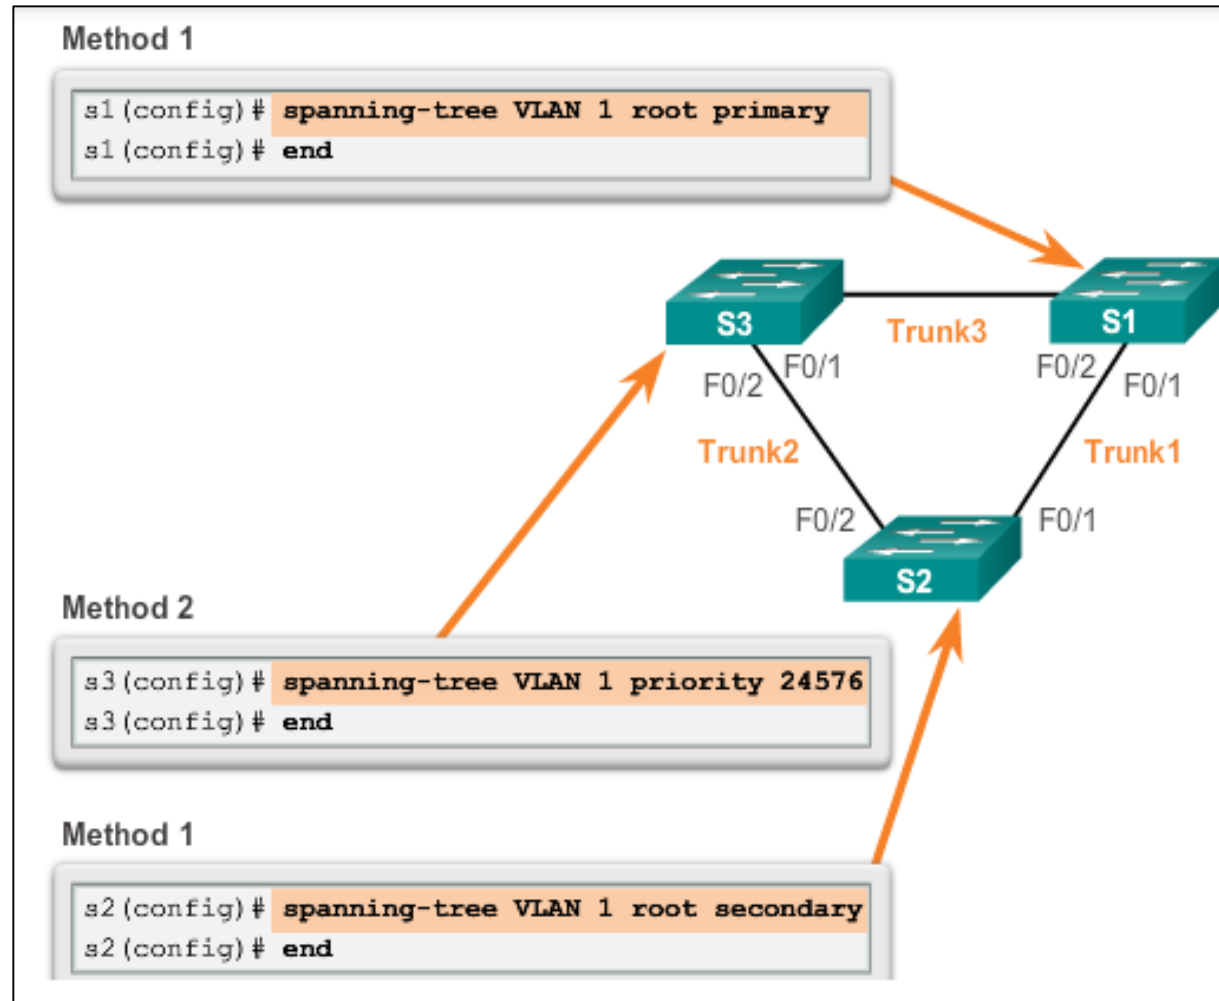 Method 1
s1(config)# spanning-tree VLAN 1 root primary
s1(config)# end
S3
S1
Trunk3
F0/2
F0/1
F0/2
F0/1
Trunk2
Trunk1
F0/2
F0/1
S2
Method 2
s3(config)# spanning-tree VLAN 1 priority 24576
s3(config)# end
Method 1
s2(config)# spanning-tree VLAN 1 root secondary
s2(config)# end